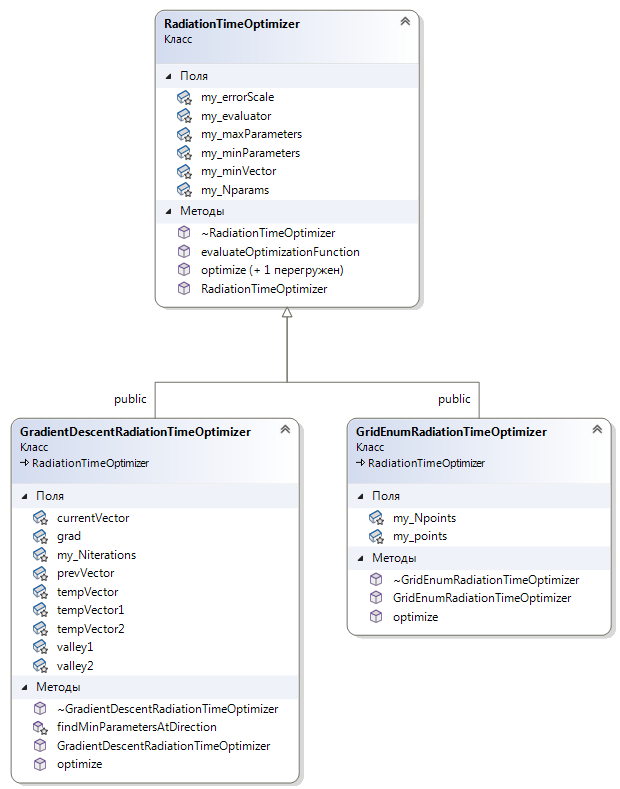 RadiationTimeOptimizer
Класс
Поля
my_errorScale
my_evaluator
my_maxParameters
my_minParameters
my_minVector
my_Nparams
Методы
~RadiationTimeOptimizer
evaluateOptimizationFunction
optimize (+ 1 перегружен)
RadiationTimeOptimizer
public
public
GradientDescentRadiationTimeOptimizer
Класс
RadiationTimeOptimizer
Поля
currentVector
grad
my_Niterations
prevVector
tempVector
tempVector1
tempVector2
valley1
valley2
Методы
~GradientDescentRadiationTimeOptimizer
findMinParametersAtDirection
GradientDescentRadiationTimeOptimizer
optimize
GridEnumRadiationTimeOptimizer
Класс
RadiationTimeOptimizer
Поля
my_Npoints
my_points
Методы
~GridEnumRadiationTimeOptimizer
GridEnumRadiationTimeOptimizer
optimize